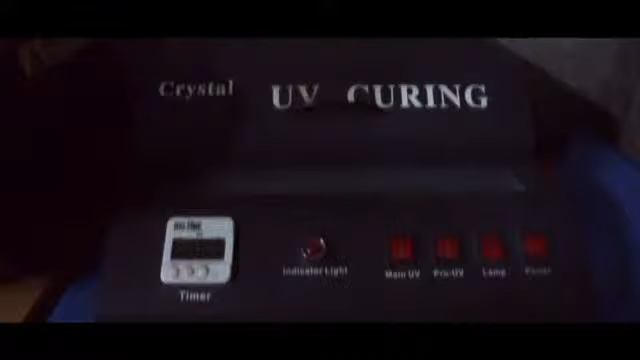 Crystal UV CURING
Timer
Indicator Light
Main UV
Pre-UV
Lamp
Power